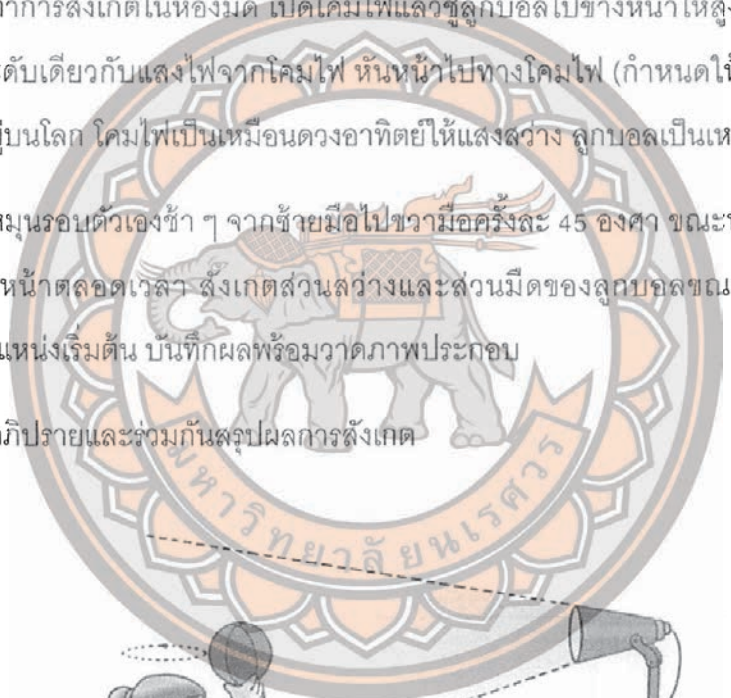 าการสังเกตในห้องมืด เปิดโคมไฟแล้วชูลูกบอลไปข้างหน้าให้สูง
ะดับเดียวกับแสงไฟจากโคมไฟ หันหน้าไปทางโคมไฟ (กำหนดให้
บนโลก โคมไฟเป็นเหมือนดวงอาทิตย์ให้แสงสว่าง ลูกบอลเป็นเห
หมุนรอบตัวเองช้า ๆ จากซ้ายมือไปขวามือครั้งละ 45 องศา ขณะ
หน้าตลอดเวลา สังเกตส่วนสว่างและส่วนมืดของลูกบอลขณ
แหน่งเริ่มต้น บันทึกผลพร้อมวาดภาพประกอบ
ภิปรายและร่วมกันสรุปผลการสังเกต
มหาวิทยาลัยนเรศวร